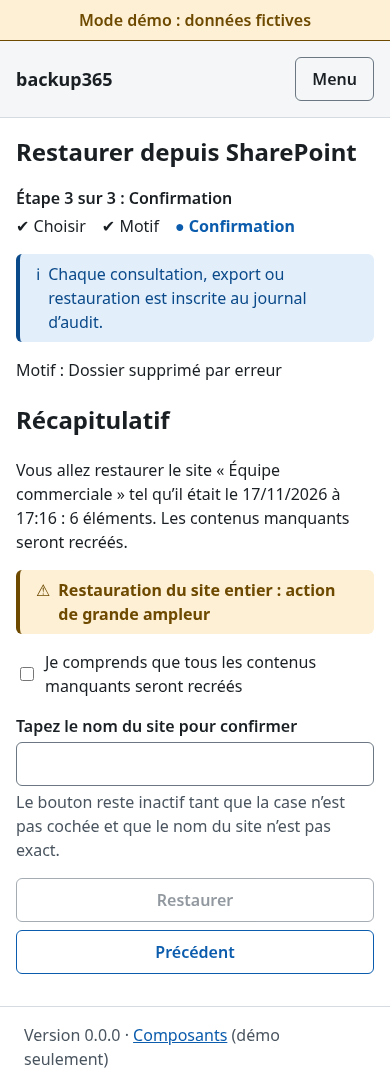 Mode démo : données fictives
backup365
Menu
Restaurer depuis SharePoint
Étape 3 sur 3 : Confirmation
✔ Choisir ✔ Motif ● Confirmation
i Chaque consultation, export ou
restauration est inscrite au journal
d’audit.
Motif : Dossier supprimé par erreur
Récapitulatif
Vous allez restaurer le site « Équipe
commerciale » tel qu’il était le 17/11/2026 à
17:16 : 6 éléments. Les contenus manquants
seront recréés.
⚠ Restauration du site entier : action
de grande ampleur
Je comprends que tous les contenus
manquants seront recréés
Tapez le nom du site pour confirmer
Le bouton reste inactif tant que la case n’est
pas cochée et que le nom du site n’est pas
exact.
Restaurer
Précédent
Version 0.0.0 · Composants (démo
seulement)